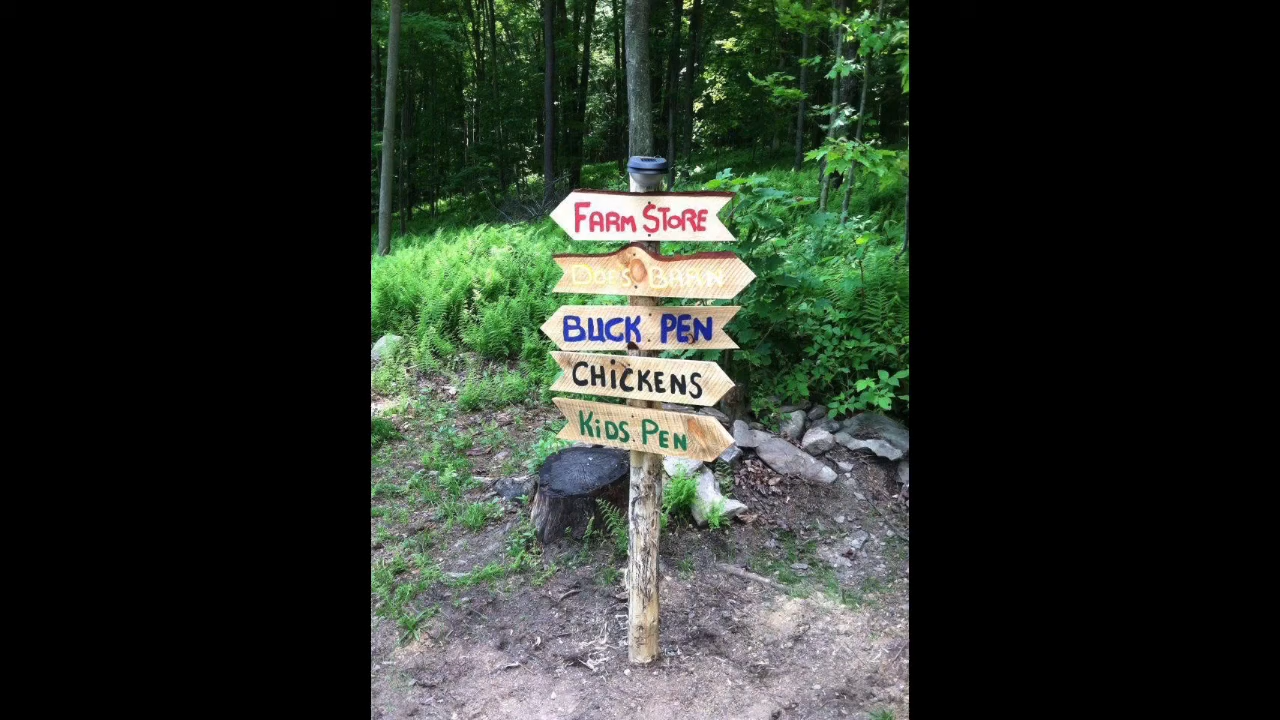 FARM STORE
DOES BARN
BUCK PEN
CHiCKENS
KiDS PEN